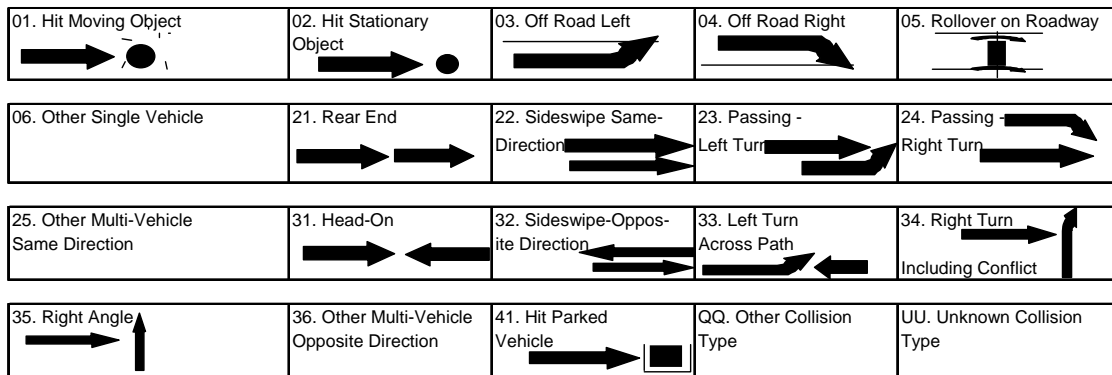 01. Hit Moving Object
02. Hit Stationary
Object
03. Off Road Left
04. Off Road Right
05. Rollover on Roadway
06. Other Single Vehicle
21. Rear End
22. Sideswipe Same-
Direction
23. Passing -
Left Turn
24. Passing -
Right Turn
25. Other Multi-Vehicle
Same Direction
31. Head-On
32. Sideswipe-Oppos-
ite Direction
33. Left Turn
Across Path
34. Right Turn
Including Conflict
35. Right Angle
36. Other Multi-Vehicle
Opposite Direction
41. Hit Parked
Vehicle
QQ. Other Collision
Type
UU. Unknown Collision
Type